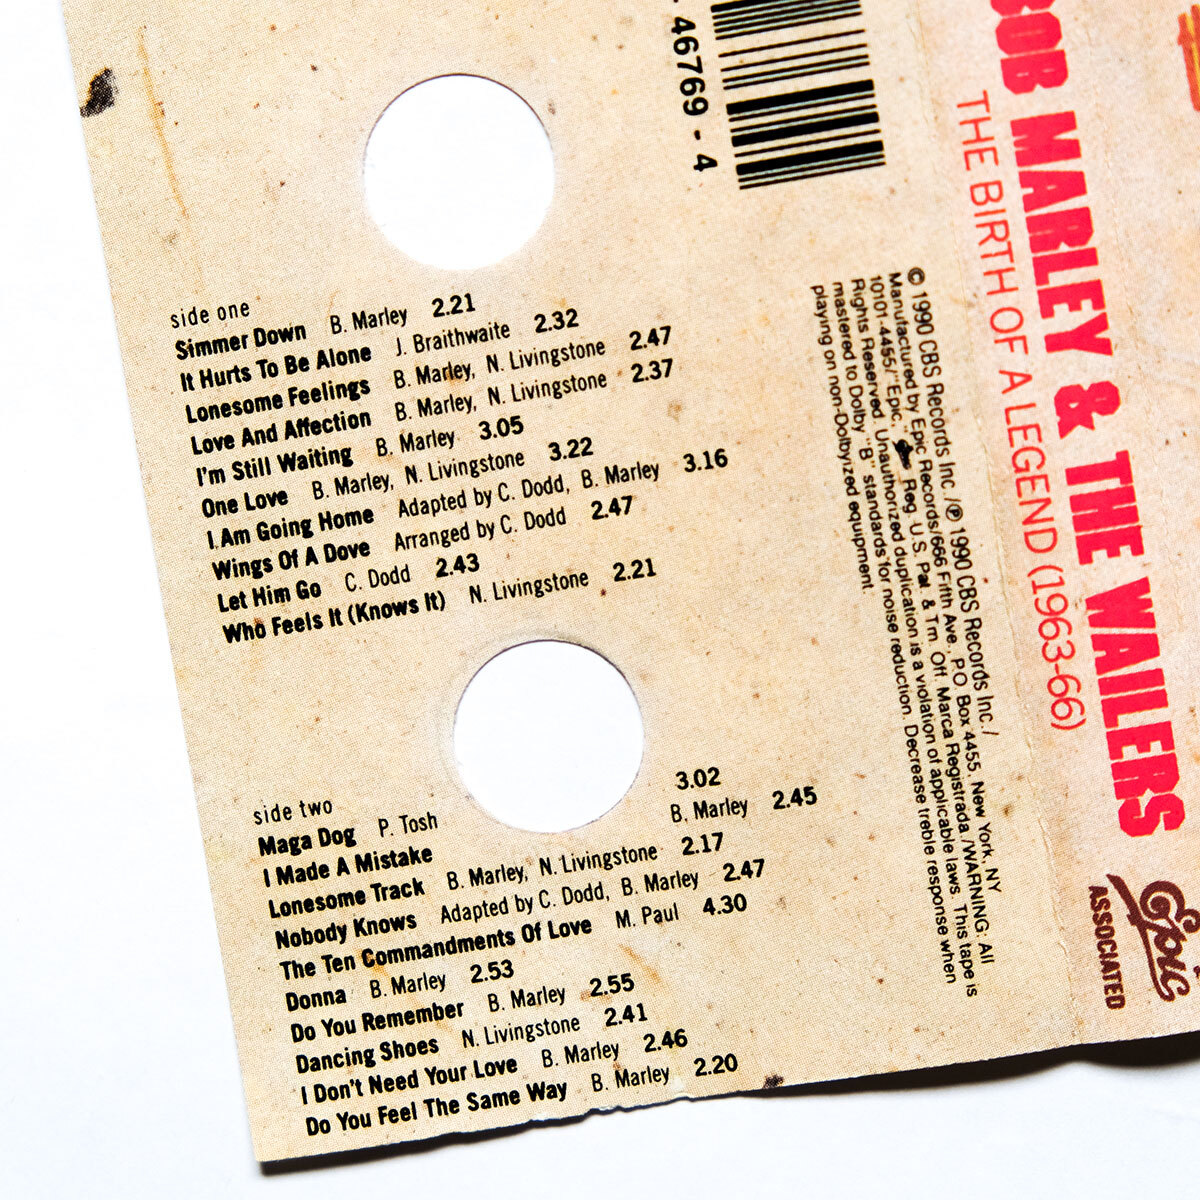 side one
Simmer Down B. Marley 2.21
It Hurts To Be Alone J. Braithwaite 2.32
Lonesome Feelings B. Marley, N. Livingstone 2.47
Love And Affection B. Marley, N. Livingstone 2.37
I'm Still Waiting B. Marley 3.05
One Love B. Marley, N. Livingstone 3.22
I Am Going Home Adapted by C. Dodd, B. Marley 3.16
Wings Of A Dove Arranged by C. Dodd 2.47
Let Him Go C. Dodd 2.43
Who Feels It (Knows It) N. Livingstone 2.21
side two
Maga Dog P. Tosh 3.02
I Made A Mistake B. Marley 2.45
Lonesome Track B. Marley, N. Livingstone 2.17
Nobody Knows Adapted by C. Dodd, B. Marley 2.47
The Ten Commandments Of Love M. Paul 4.30
Donna B. Marley 2.53
Do You Remember B. Marley 2.55
Dancing Shoes N. Livingstone 2.41
I Don't Need Your Love B. Marley 2.46
Do You Feel The Same Way B. Marley 2.20
- 46769 - 4
© 1990 CBS Records Inc./℗ 1990 CBS Records Inc./
Manufactured by Epic Records/666 Fifth Ave., P.O. Box 4455, New York, NY
10101-4455/"Epic," Reg. U.S. Pat. & Tm. Off. Marca Registrada./WARNING: All
Rights Reserved. Unauthorized duplication is a violation of applicable laws. This tape is
mastered to Dolby "B" standards for noise reduction. Decrease treble response when
playing on non-Dolbyized equipment.
BOB MARLEY & THE WAILERS
THE BIRTH OF A LEGEND (1963-66)
Epic
ASSOCIATED